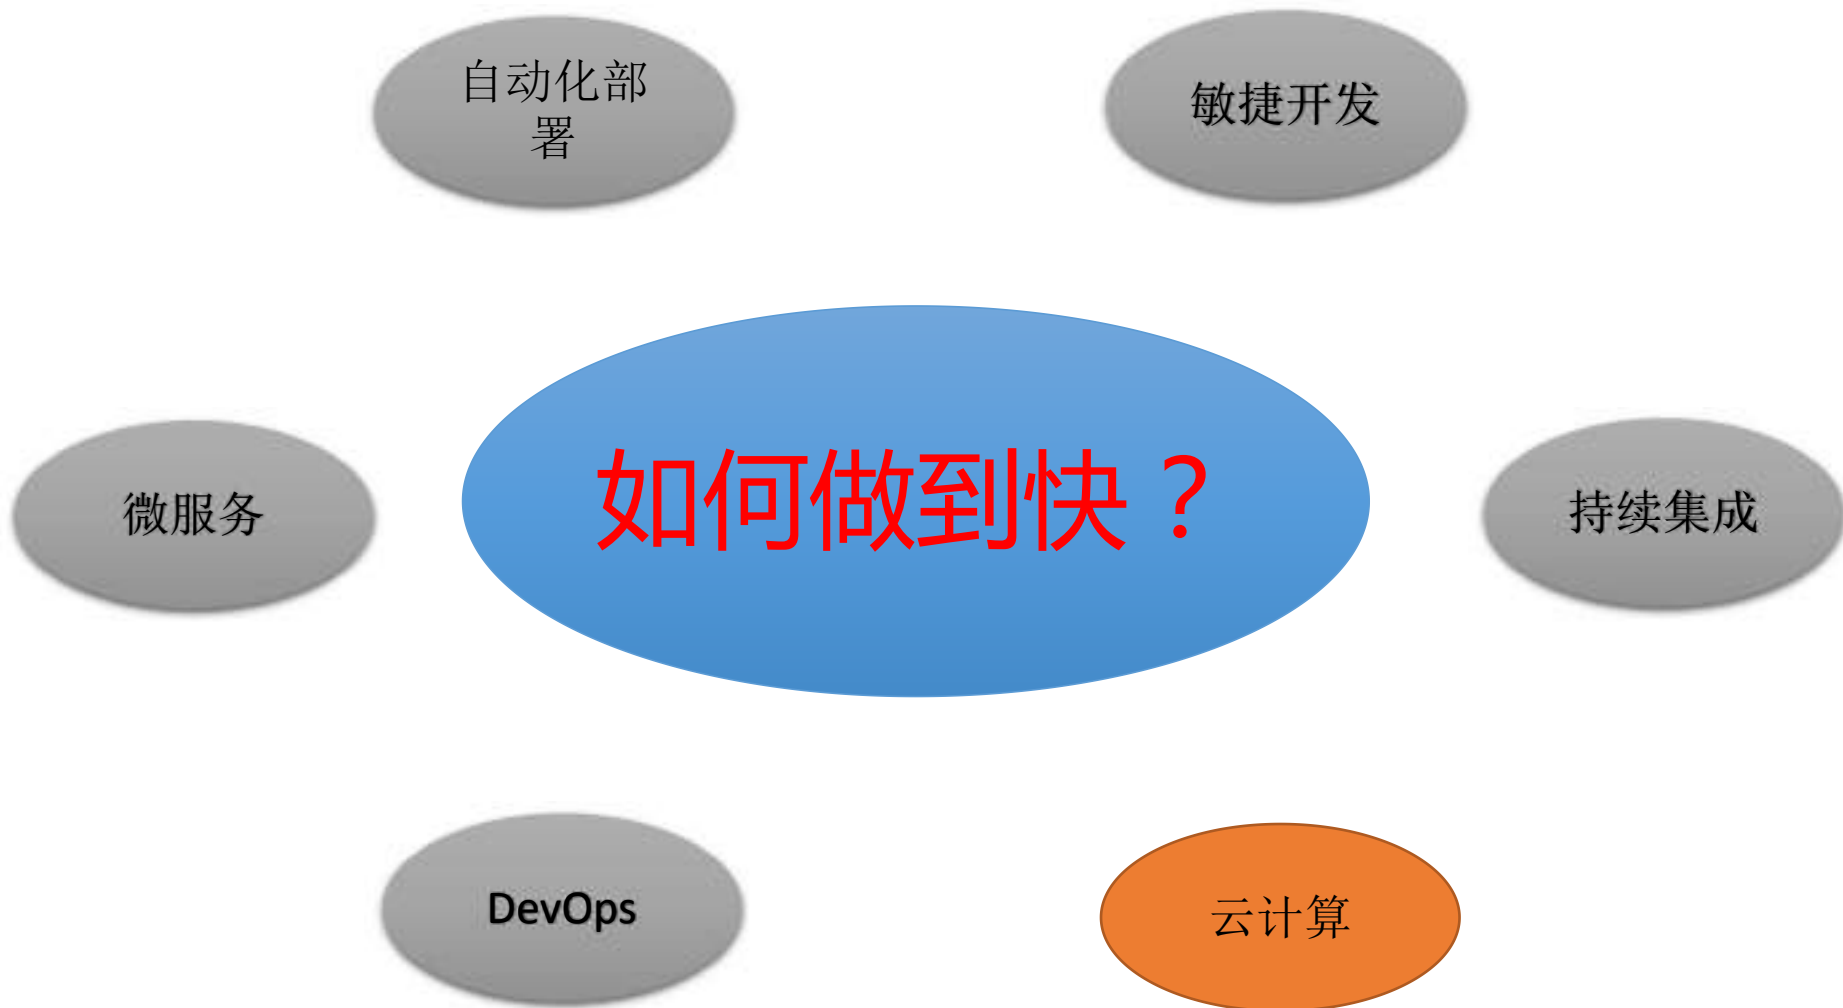 自动化部
署
敏捷开发
微服务
如何做到快？
持续集成
DevOps
云计算